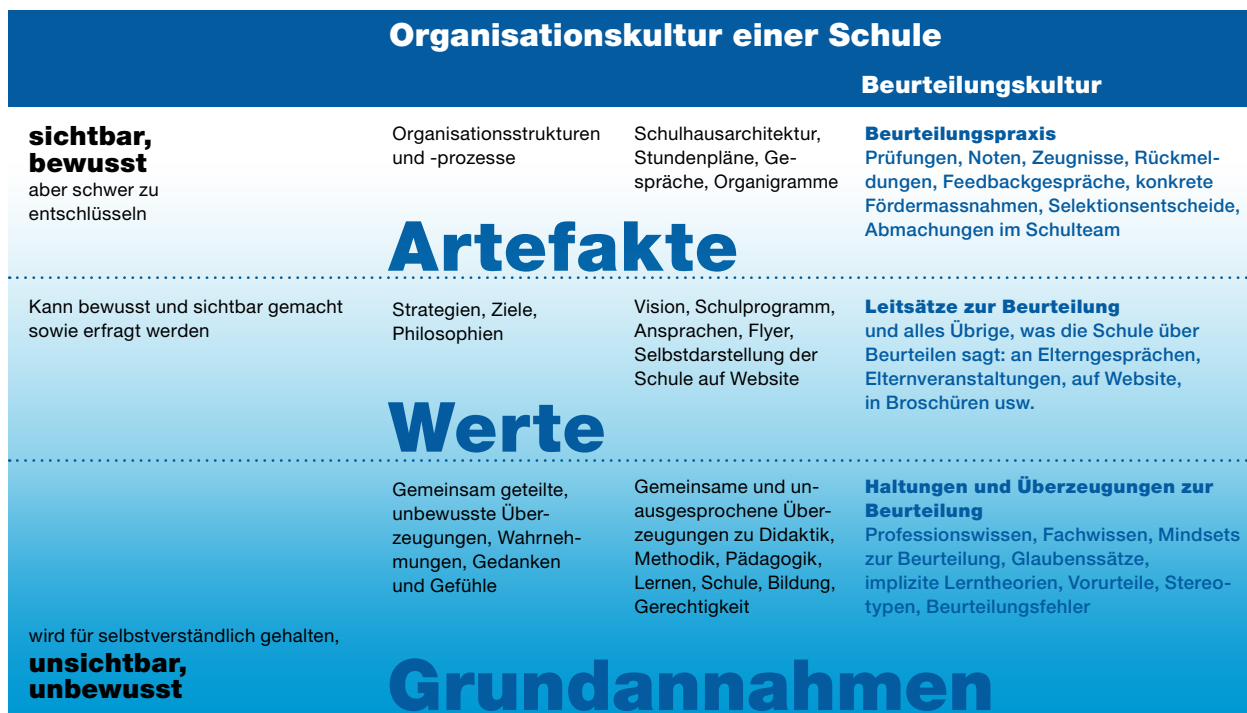 Organisationskultur einer Schule
Beurteilungskultur
sichtbar,
bewusst
aber schwer zu
entschlüsseln
Organisationsstrukturen
und -prozesse
Schulhausarchitektur,
Stundenpläne, Ge-
spräche, Organigramme
Beurteilungspraxis
Prüfungen, Noten, Zeugnisse, Rückmel-
dungen, Feedbackgespräche, konkrete
Fördermassnahmen, Selektionsentscheide,
Abmachungen im Schulteam
Artefakte
Kann bewusst und sichtbar gemacht
sowie erfragt werden
Strategien, Ziele,
Philosophien
Vision, Schulprogramm,
Ansprachen, Flyer,
Selbstdarstellung der
Schule auf Website
Leitsätze zur Beurteilung
und alles Übrige, was die Schule über
Beurteilen sagt: an Elterngesprächen,
Elternveranstaltungen, auf Website,
in Broschüren usw.
Werte
Gemeinsam geteilte,
unbewusste Über-
zeugungen, Wahrneh-
mungen, Gedanken
und Gefühle
Gemeinsame und un-
ausgesprochene Über-
zeugungen zu Didaktik,
Methodik, Pädagogik,
Lernen, Schule, Bildung,
Gerechtigkeit
Haltungen und Überzeugungen zur
Beurteilung
Professionswissen, Fachwissen, Mindsets
zur Beurteilung, Glaubenssätze,
implizite Lerntheorien, Vorurteile, Stereo-
typen, Beurteilungsfehler
wird für selbstverständlich gehalten,
unsichtbar,
unbewusst
Grundannahmen